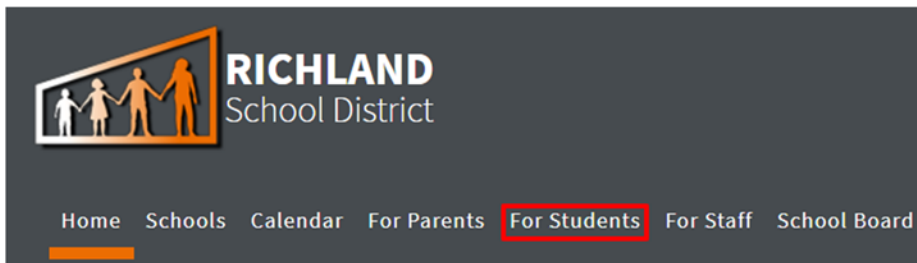 RICHLAND
School District
Home Schools Calendar For Parents For Students For Staff School Board